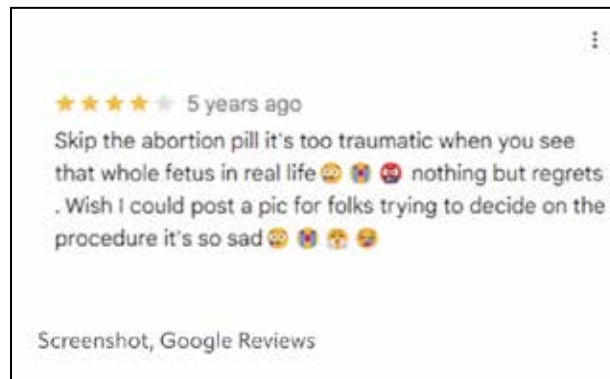 5 years ago
Skip the abortion pill it's too traumatic when you see
that whole fetus in real life😳😭😡 nothing but regrets
. Wish I could post a pic for folks trying to decide on the
procedure it's so sad😳😭😤😪
Screenshot, Google Reviews